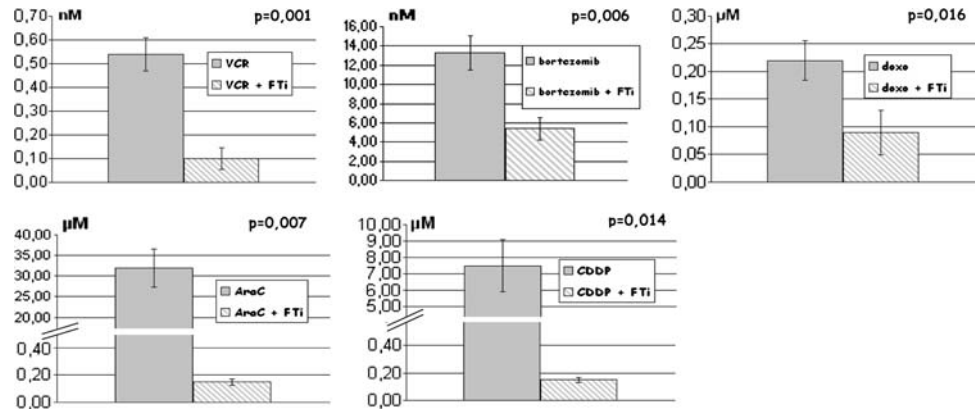 nM
p=0,001
0,70
0,60
0,50
0,40
0,30
0,20
0,10
0,00
VCR
VCR + FTi
nM
p=0,006
16,00
14,00
12,00
10,00
8,00
6,00
4,00
2,00
0,00
bortezomib
bortezomib + FTi
µM
p=0,016
0,30
0,25
0,20
0,15
0,10
0,05
0,00
doxo
doxo + FTi
µM
p=0,007
40,00
35,00
30,00
25,00
20,00
0,40
0,20
0,00
AraC
AraC + FTi
µM
p=0,014
10,00
9,00
8,00
7,00
6,00
5,00
0,40
0,20
0,00
CDDP
CDDP + FTi